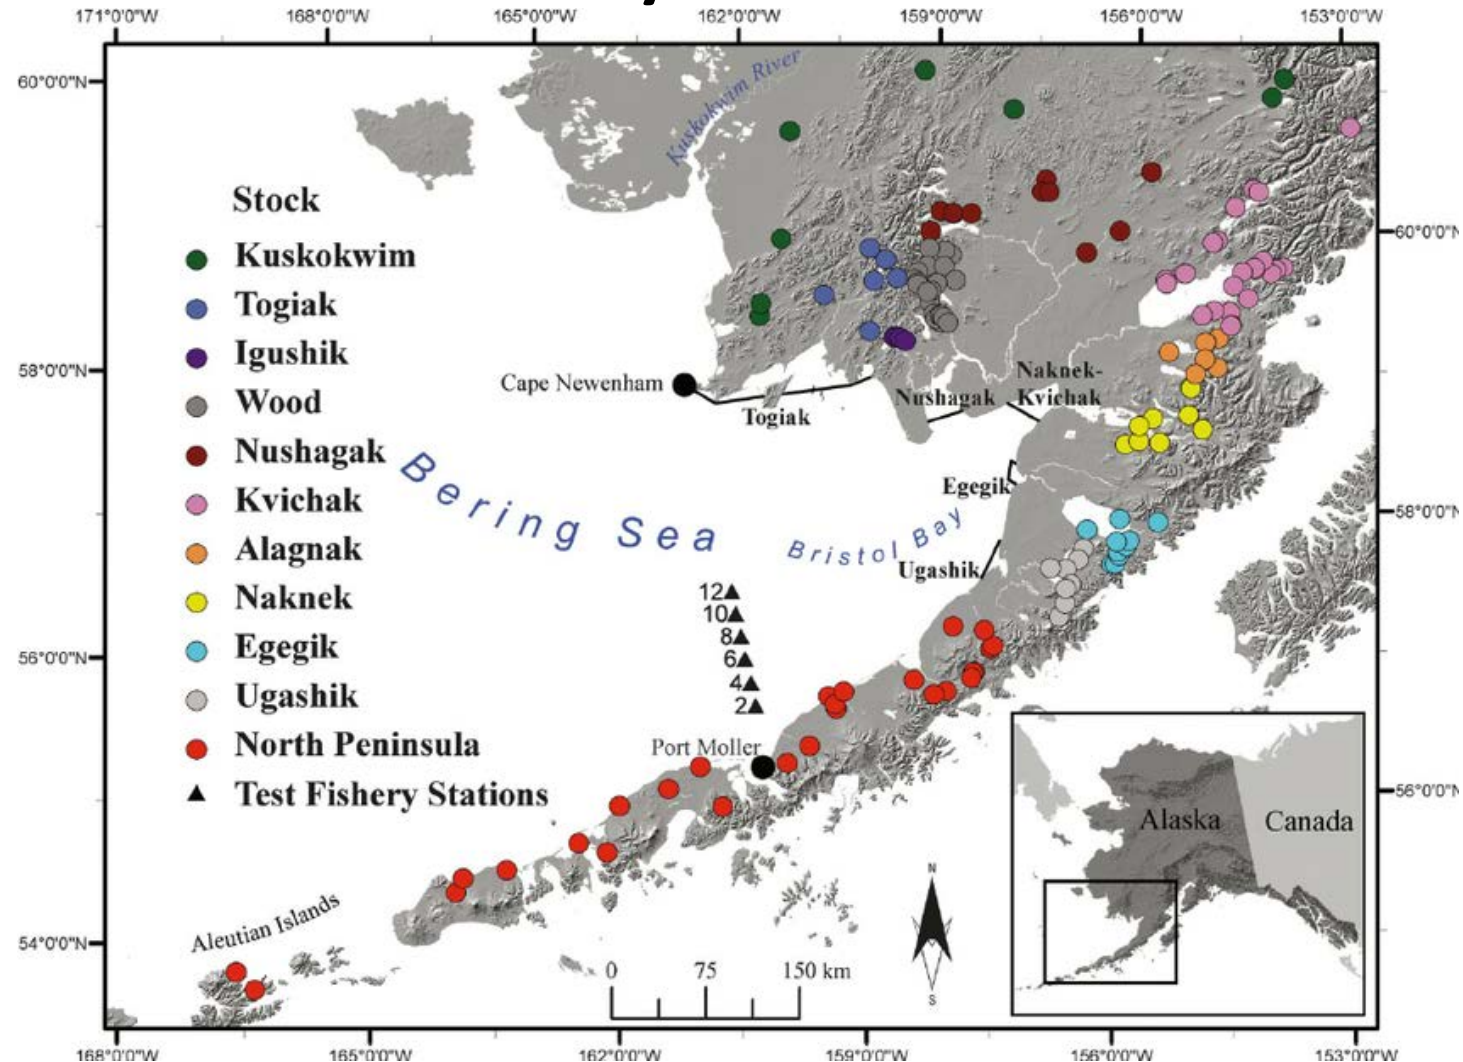 171°0'0"W 168°0'0"W 165°0'0"W 162°0'0"W 159°0'0"W 156°0'0"W 153°0'0"W
60°0'0"N
58°0'0"N
56°0'0"N
54°0'0"N
60°0'0"N
58°0'0"N
56°0'0"N
Kuskokwim River
Stock
Kuskokwim
Togiak
Igushik
Wood
Nushagak
Kvichak
Alagnak
Naknek
Egegik
Ugashik
North Peninsula
Test Fishery Stations
Cape Newenham
Togiak
Nushagak
Naknek-
Kvichak
Egegik
Ugashik
Bering Sea
Bristol Bay
12
10
8
6
4
2
Port Moller
Aleutian Islands
0 75 150 km
N
S
Alaska Canada
168°0'0"W 165°0'0"W 162°0'0"W 159°0'0"W 156°0'0"W 153°0'0"W